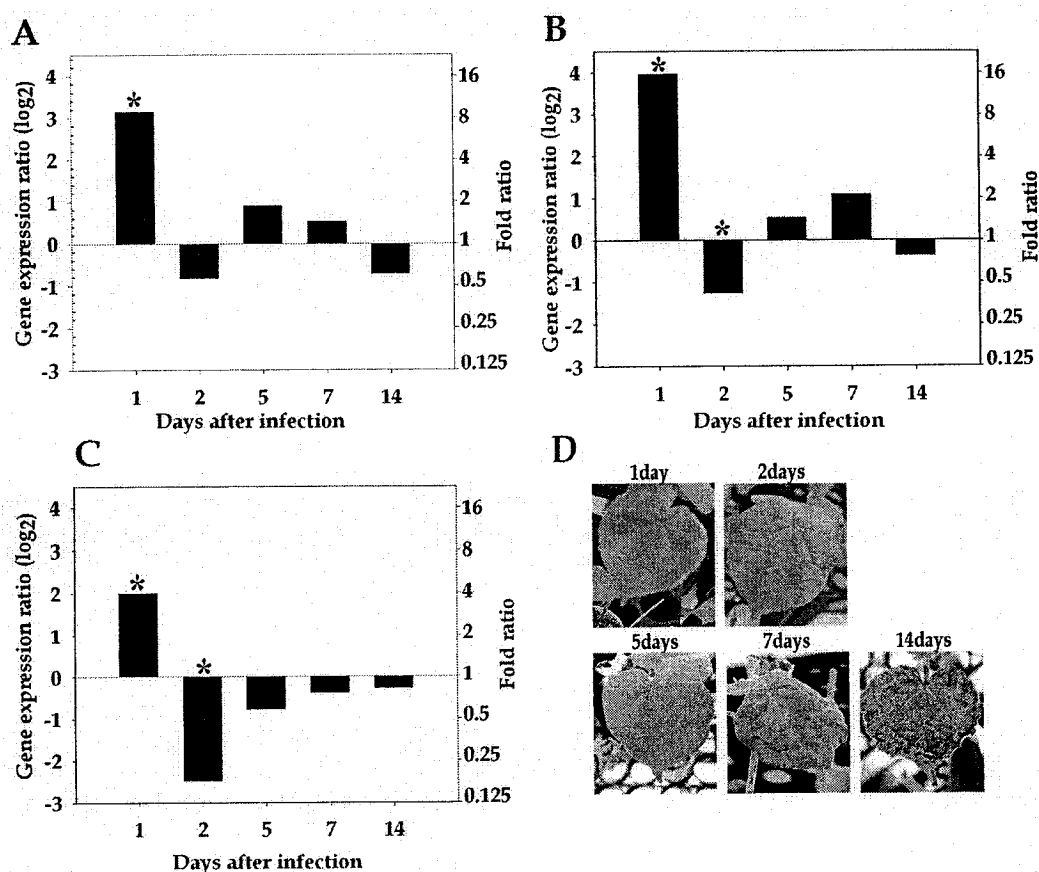 A
Gene expression ratio (log2)
4
3
2
1
0
-1
-2
-3
16
8
4
2
1
0.5
0.25
0.125
Fold ratio
*
1 2 5 7 14
Days after infection
B
Gene expression ratio (log2)
4
3
2
1
0
-1
-2
-3
16
8
4
2
1
0.5
0.25
0.125
Fold ratio
*
*
1 2 5 7 14
Days after infection
C
Gene expression ratio (log2)
4
3
2
1
0
-1
-2
-3
16
8
4
2
1
0.5
0.25
0.125
Fold ratio
*
*
1 2 5 7 14
Days after infection
D
1day 2days
5days 7days 14days